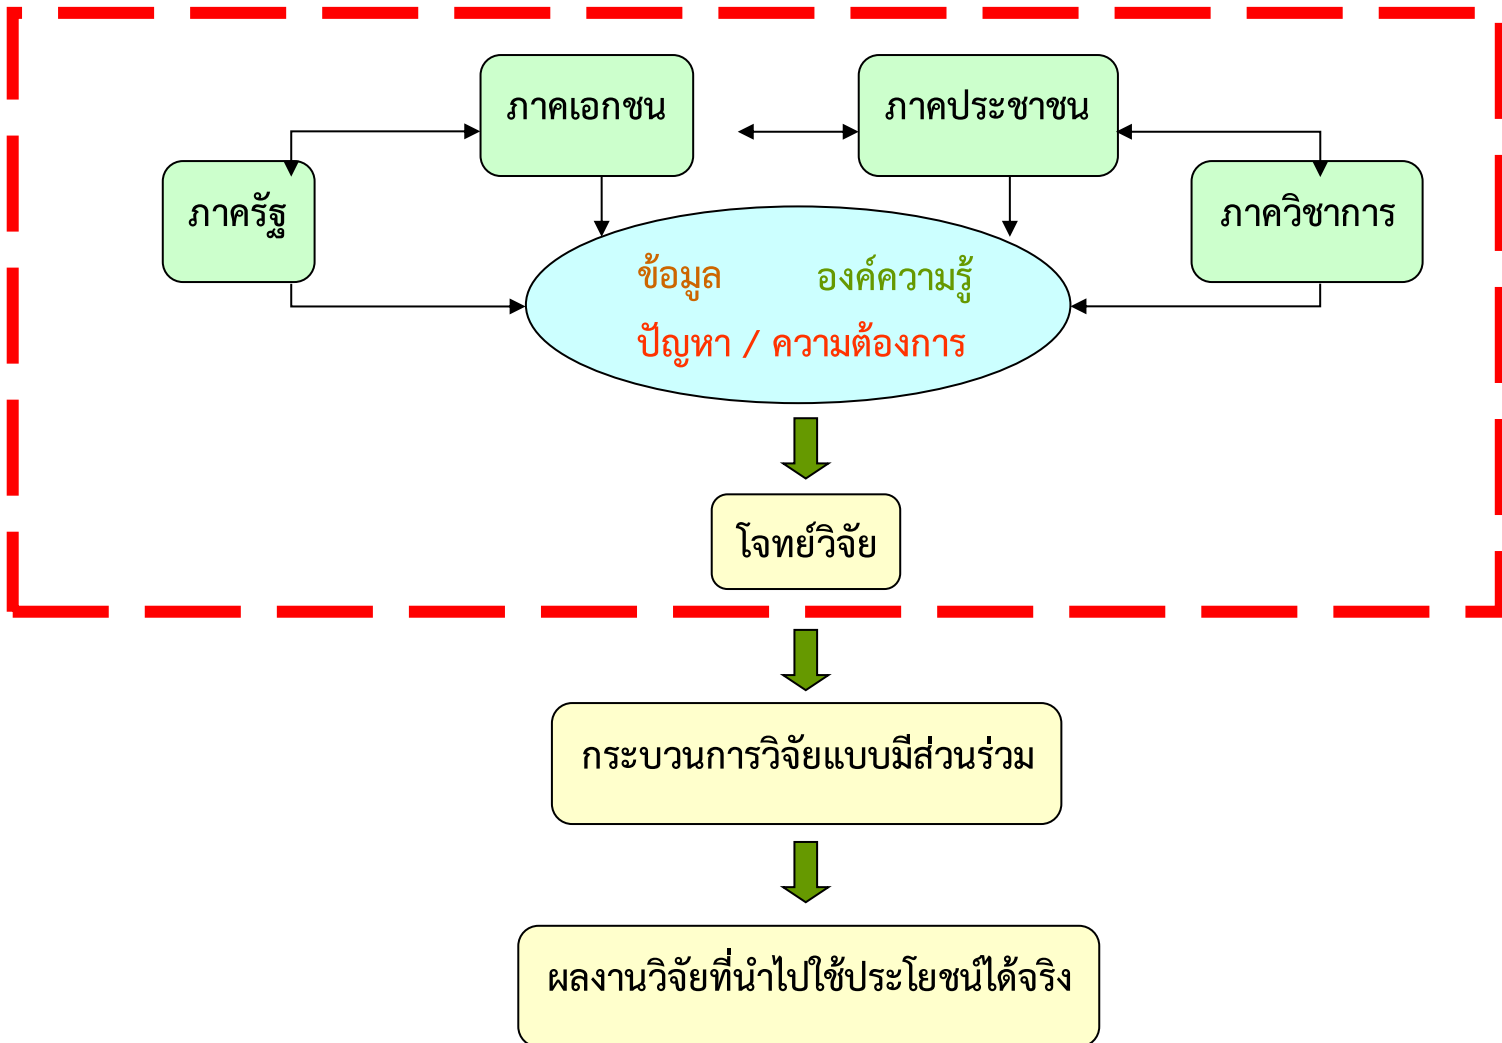 ภาคเอกชน
ภาคประชาชน
ภาครัฐ
ภาควิชาการ
ข้อมูล องค์ความรู้
ปัญหา / ความต้องการ
โจทย์วิจัย
กระบวนการวิจัยแบบมีส่วนร่วม
ผลงานวิจัยที่นำไปใช้ประโยชน์ได้จริง